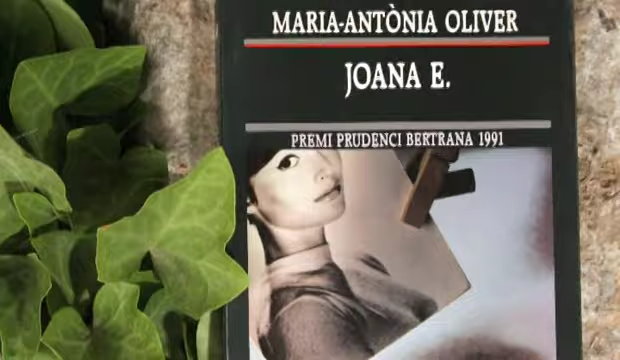 MARIA-ANTÒNIA OLIVER
JOANA E.
PREMI PRUDENCI BERTRANA 1991